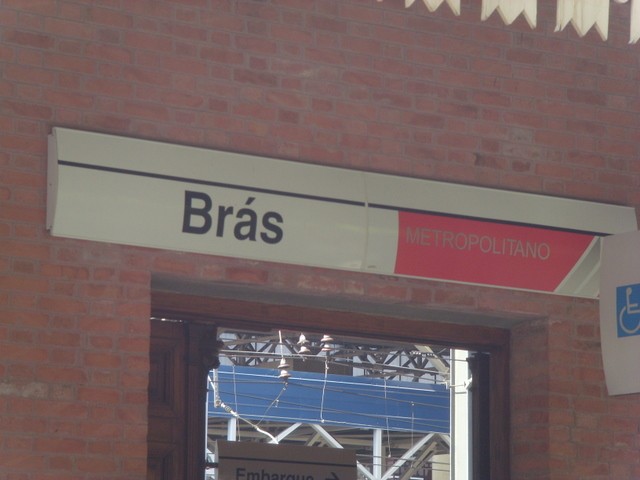 Brás
METROPOLITANO
Embarque →